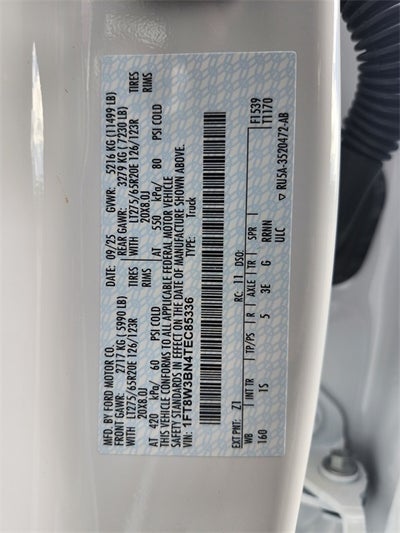 MFD. BY FORD MOTOR CO.
DATE: 09/25 GVWR: 5216 KG (11499 LB)
FRONT GAWR: 2717 KG ( 5990 LB) REAR GAWR: 3279 KG (7230 LB)
WITH LT275/65R20E 126/123R TIRES WITH LT275/65R20E 126/123R TIRES
20X8.0J RIMS 20X8.0J RIMS
AT 420 kPa/ 60 PSI COLD AT 550 kPa/ 80 PSI COLD
THIS VEHICLE CONFORMS TO ALL APPLICABLE FEDERAL MOTOR VEHICLE
SAFETY STANDARDS IN EFFECT ON THE DATE OF MANUFACTURE SHOWN ABOVE.
VIN: 1FT8W3BN4TEC85336 TYPE: Truck
F1539
T1170
EXT PNT: Z1 RC: 11 DSO:
WB INT TR TP/PS R AXLE TR SPR
160 1S 5 3E G RRNN
ULC
▽ RU5A-3520472-AB